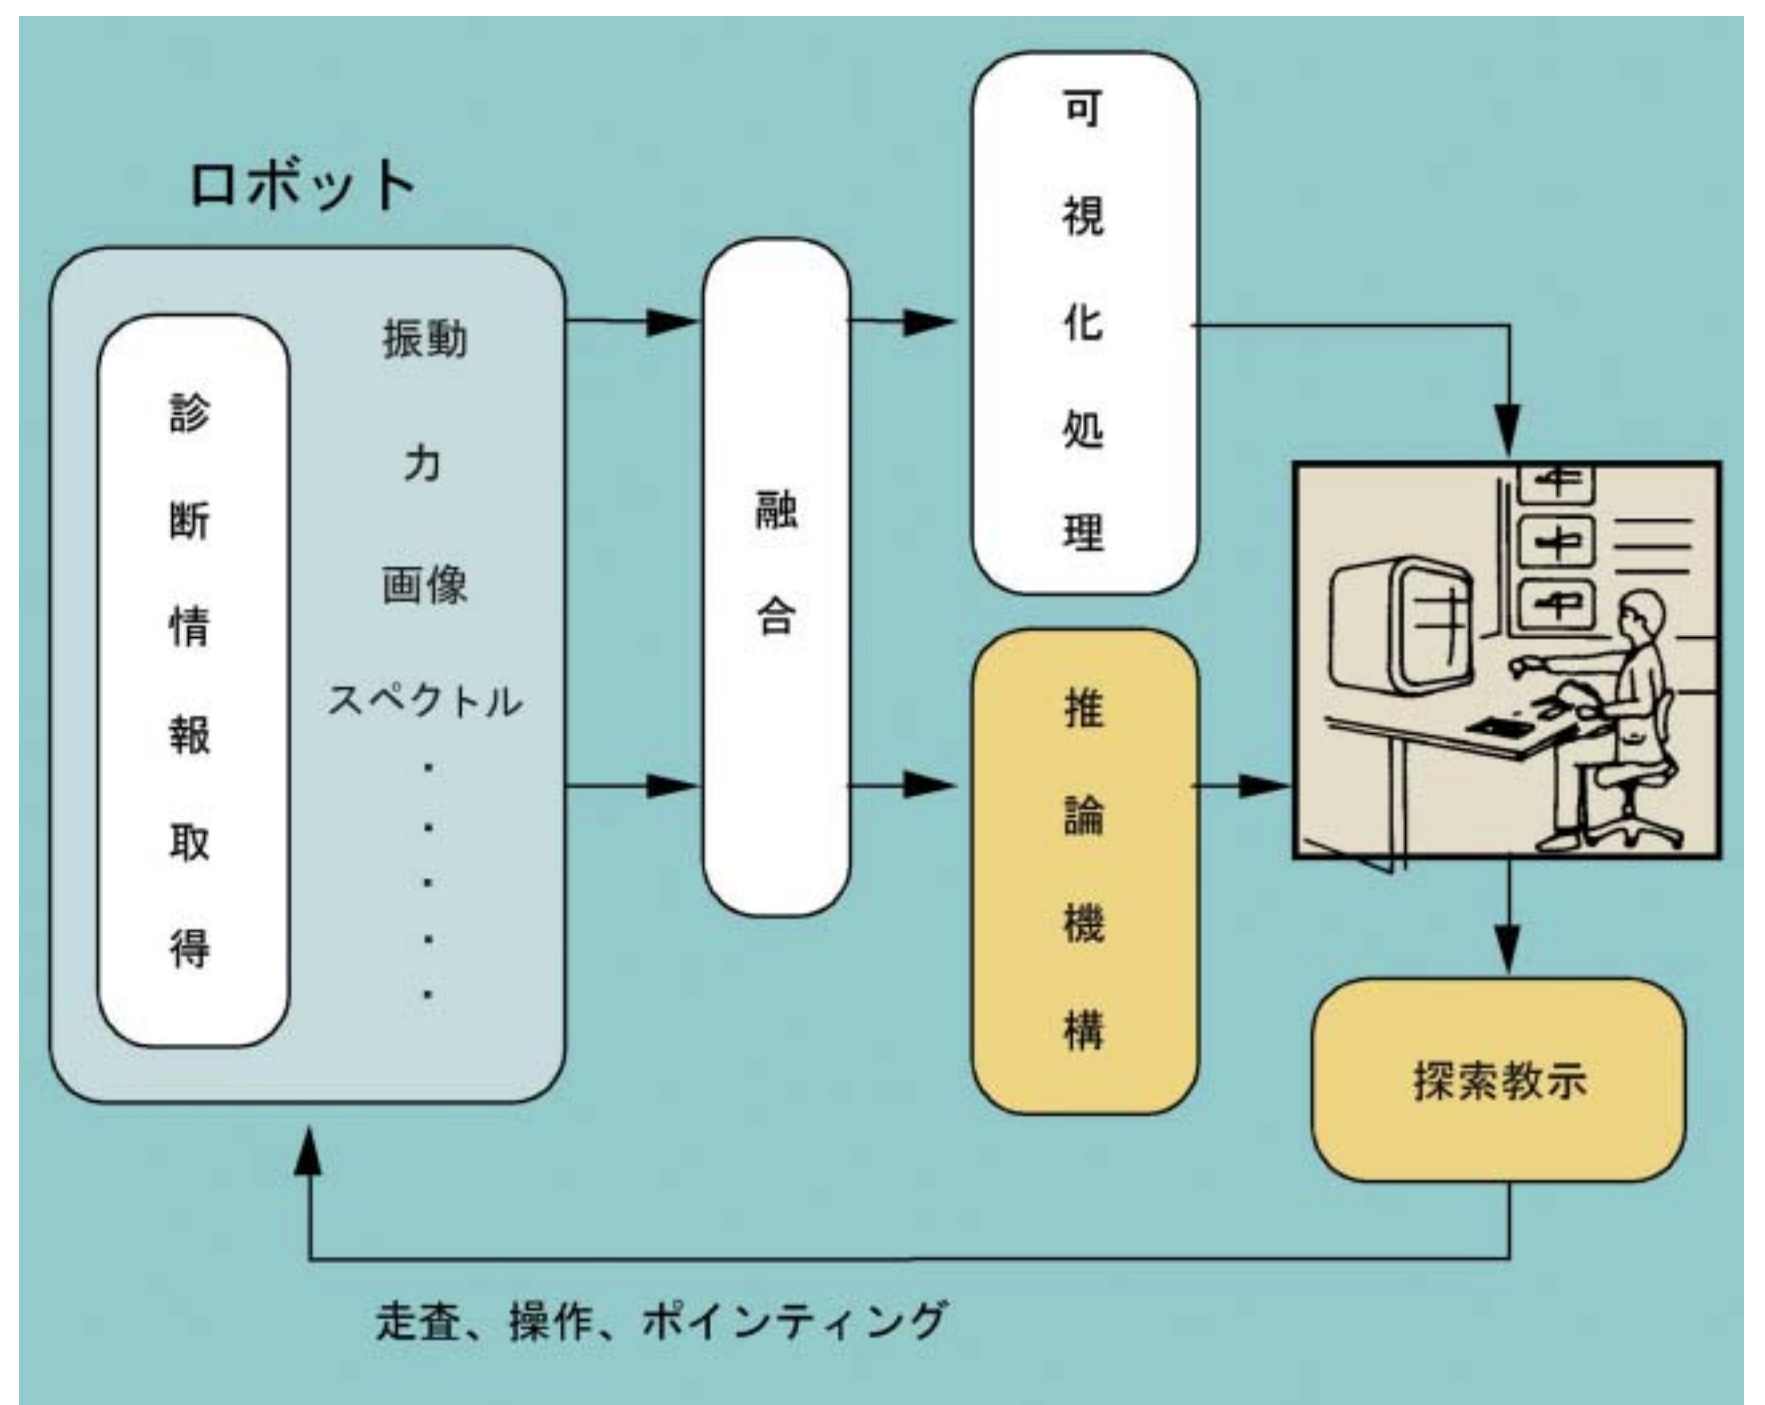 ロボット
診断情報取得
振動
力
画像
スペクトル
・
・
・
・
・
融合
可視化処理
推論機構
探索教示
走査、操作、ポインティング